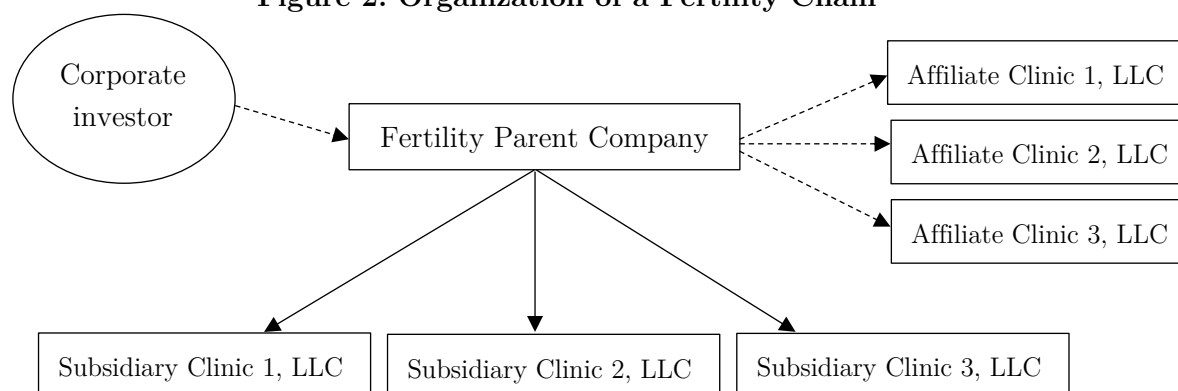 Figure 2: Organization of a Fertility Chain
Corporate
investor
Fertility Parent Company
Affiliate Clinic 1, LLC
Affiliate Clinic 2, LLC
Affiliate Clinic 3, LLC
Subsidiary Clinic 1, LLC
Subsidiary Clinic 2, LLC
Subsidiary Clinic 3, LLC